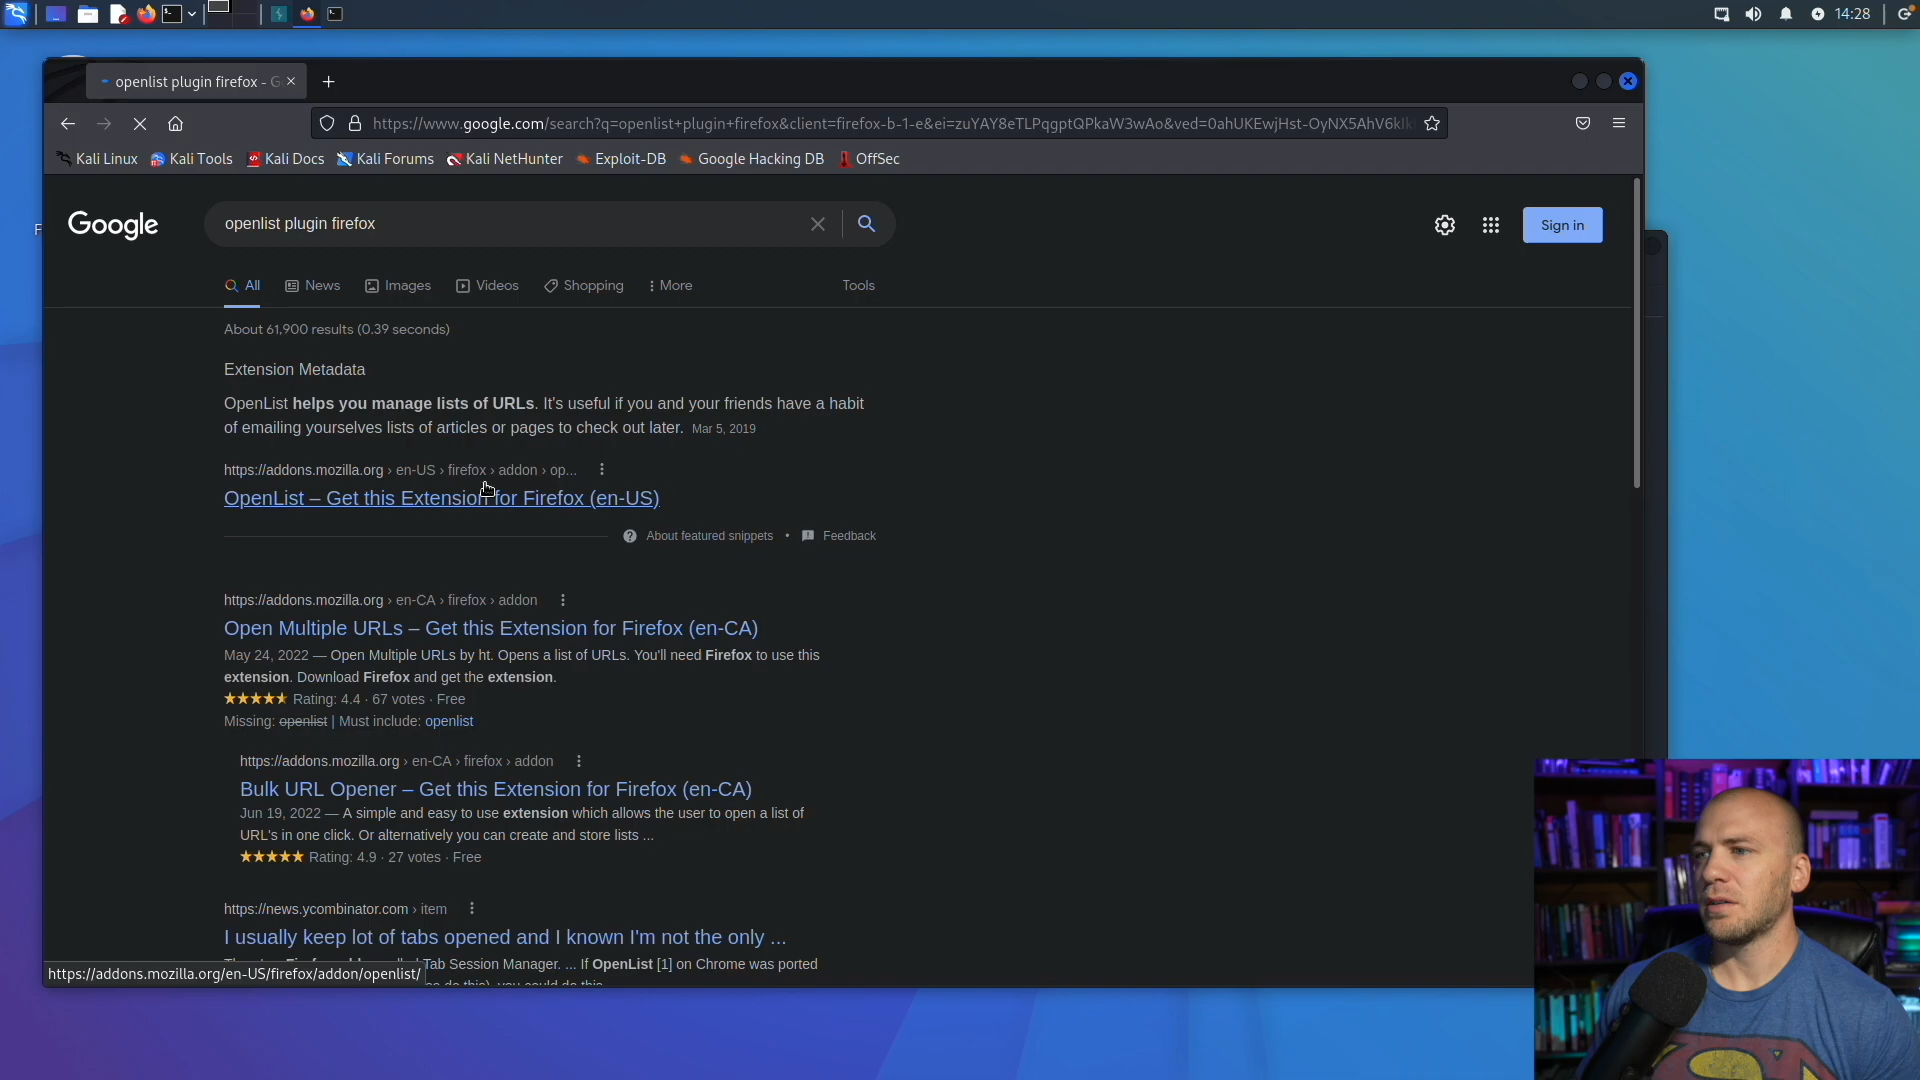 14:28
openlist plugin firefox - G
https://www.google.com/search?q=openlist+plugin+firefox&client=firefox-b-1-e&ei=zuYAY8eTLPqgptQPkaW3wAo&ved=0ahUKEwjHst-OyNX5AhV6kIk
Kali Linux Kali Tools Kali Docs Kali Forums Kali NetHunter Exploit-DB Google Hacking DB OffSec
Google openlist plugin firefox Sign in
All News Images Videos Shopping More Tools
About 61,900 results (0.39 seconds)
Extension Metadata
OpenList helps you manage lists of URLs. It's useful if you and your friends have a habit
of emailing yourselves lists of articles or pages to check out later. Mar 5, 2019
https://addons.mozilla.org › en-US › firefox › addon › op...
OpenList – Get this Extension for Firefox (en-US)
About featured snippets • Feedback
https://addons.mozilla.org › en-CA › firefox › addon
Open Multiple URLs – Get this Extension for Firefox (en-CA)
May 24, 2022 — Open Multiple URLs by ht. Opens a list of URLs. You'll need Firefox to use this
extension. Download Firefox and get the extension.
Rating: 4.4 · 67 votes · Free
Missing: openlist | Must include: openlist
https://addons.mozilla.org › en-CA › firefox › addon
Bulk URL Opener – Get this Extension for Firefox (en-CA)
Jun 19, 2022 — A simple and easy to use extension which allows the user to open a list of
URL's in one click. Or alternatively you can create and store lists ...
Rating: 4.9 · 27 votes · Free
https://news.ycombinator.com › item
I usually keep lot of tabs opened and I known I'm not the only ...
Tab Session Manager. ... If OpenList [1] on Chrome was ported
https://addons.mozilla.org/en-US/firefox/addon/openlist/
you could do this